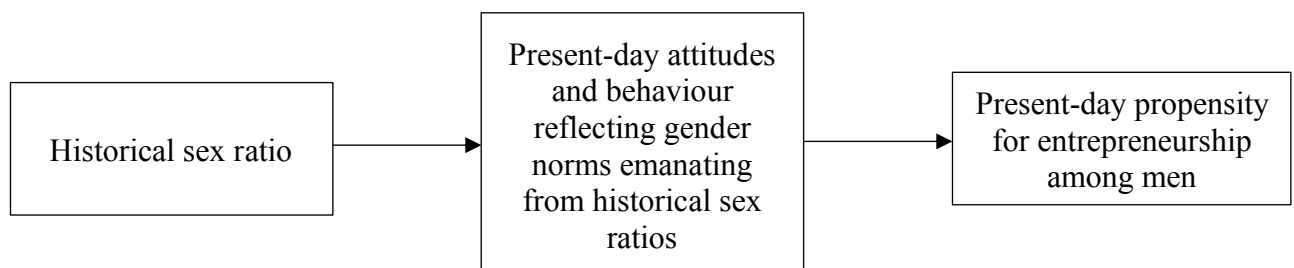 Historical sex ratio
Present-day attitudes
and behaviour
reflecting gender
norms emanating
from historical sex
ratios
Present-day propensity
for entrepreneurship
among men